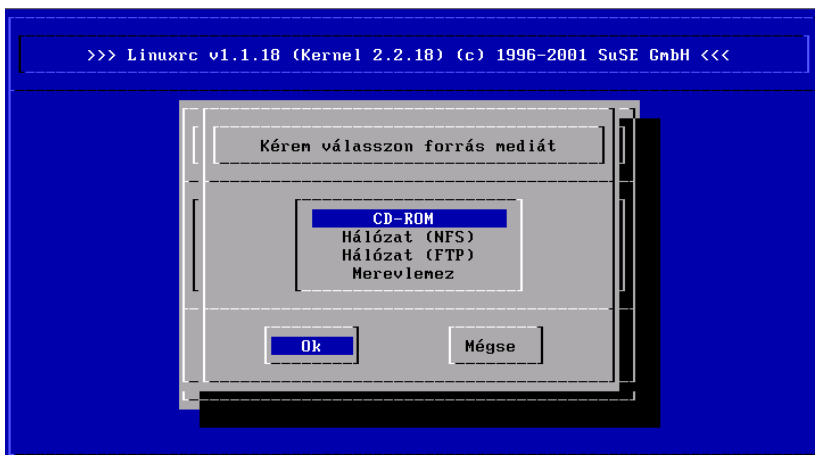 >>> Linuxrc v1.1.18 (Kernel 2.2.18) (c) 1996-2001 SuSE GmbH <<<
Kérem válasszon forrás mediát
CD-ROM
Hálózat (NFS)
Hálózat (FTP)
Merevlemez
Ok Mégse